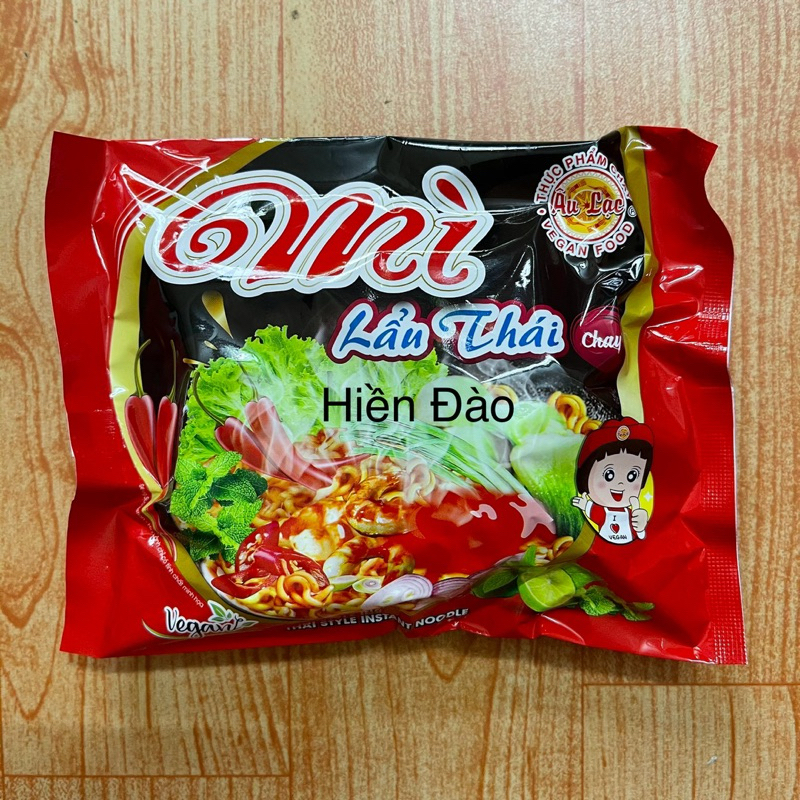 THỰC PHẨM CHAY
Âu Lạc
VEGAN FOOD
Mì
Lẩu Thái
Chay
Hiền Đào
I ♥
VEGAN
Vegan
THAI STYLE INSTANT NOODLE